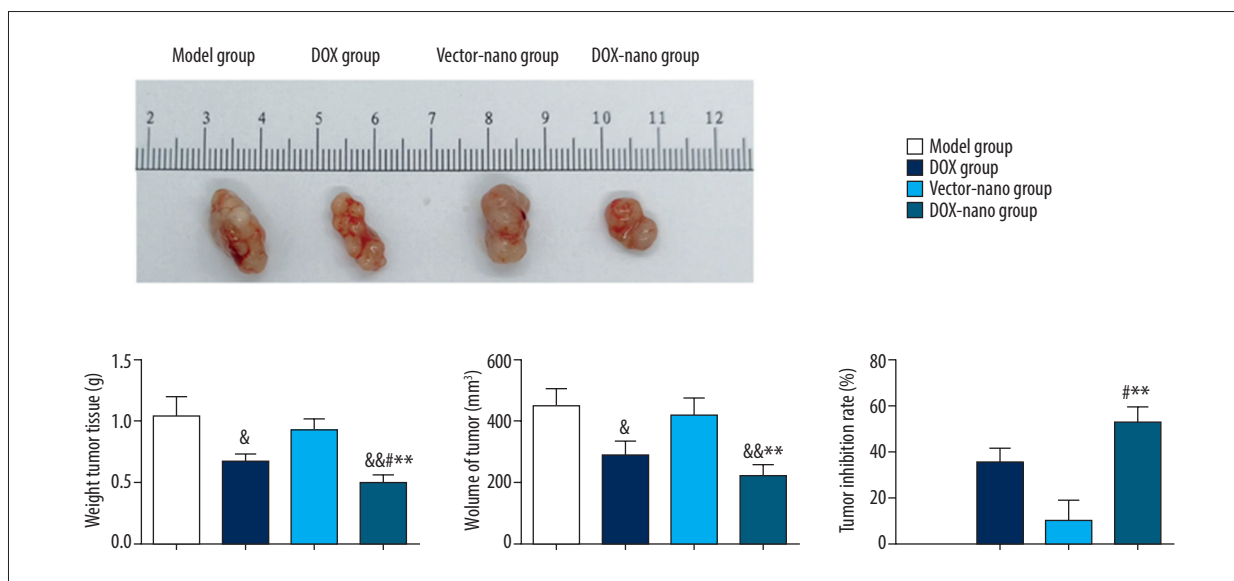 Model group DOX group Vector-nano group DOX-nano group
2 3 4 5 6 7 8 9 10 11 12
Model group
DOX group
Vector-nano group
DOX-nano group
Weight tumor tissue (g)
1.5
1.0
0.5
0.0
&
&&#**
Wolume of tumor (mm³)
600
400
200
0
&
&&**
Tumor inhibition rate (%)
80
60
40
20
0
#**